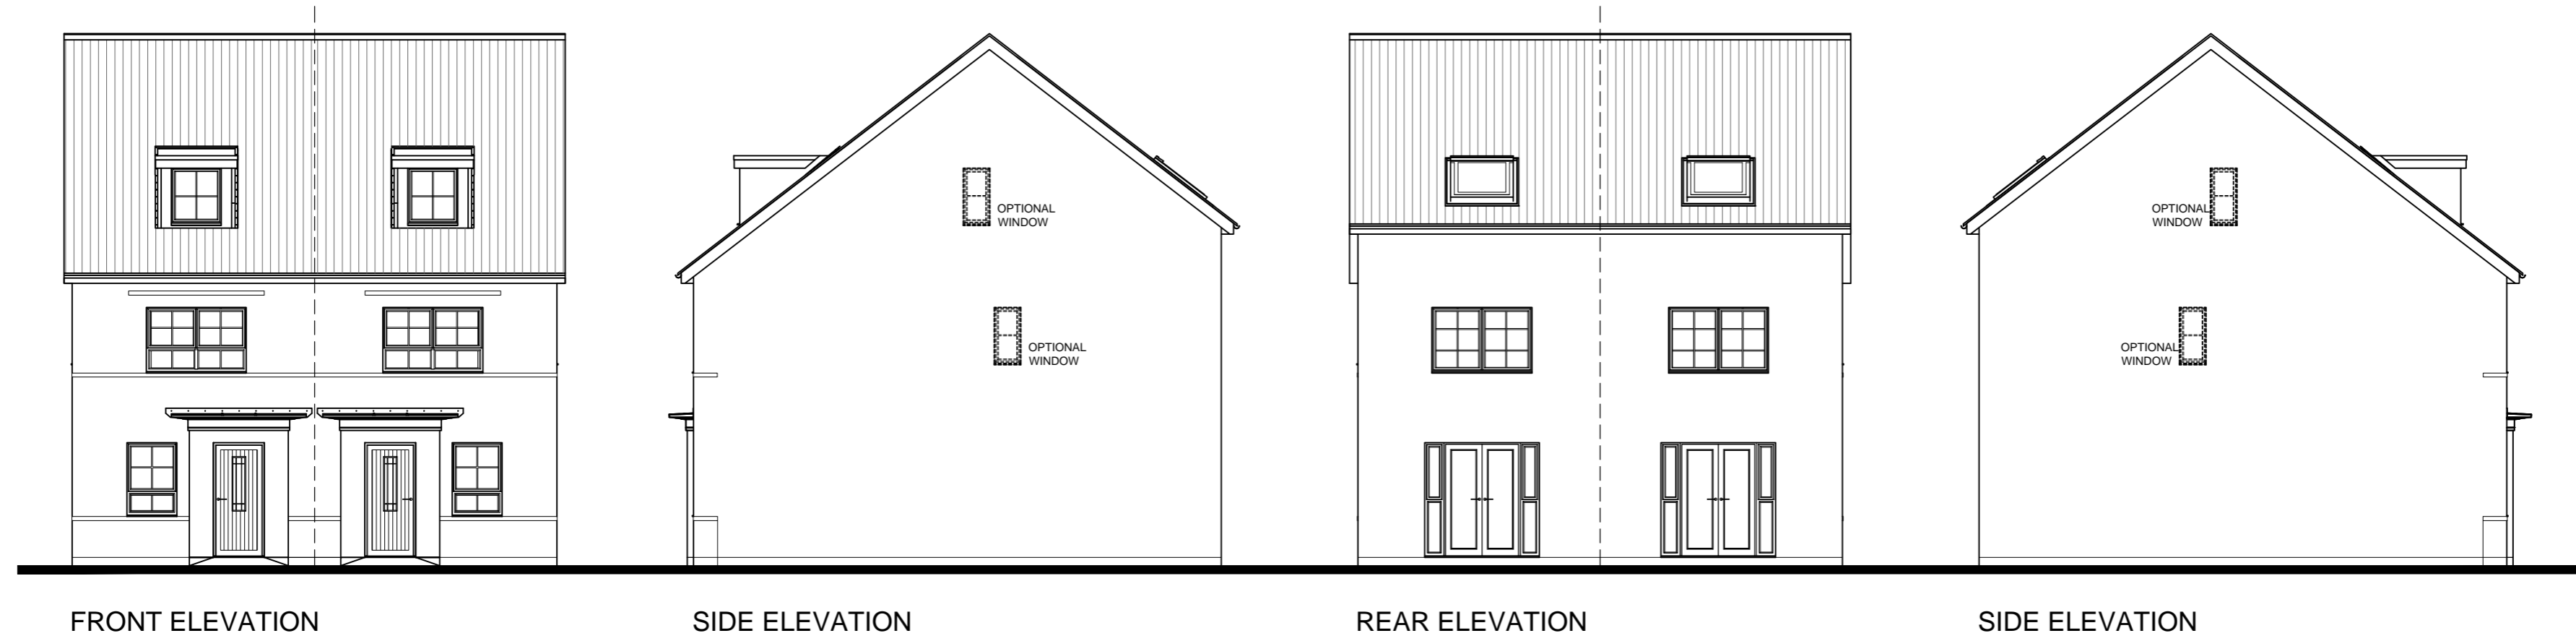 OPTIONAL
WINDOW
OPTIONAL
WINDOW
OPTIONAL
WINDOW
OPTIONAL
WINDOW
FRONT ELEVATION
SIDE ELEVATION
REAR ELEVATION
SIDE ELEVATION